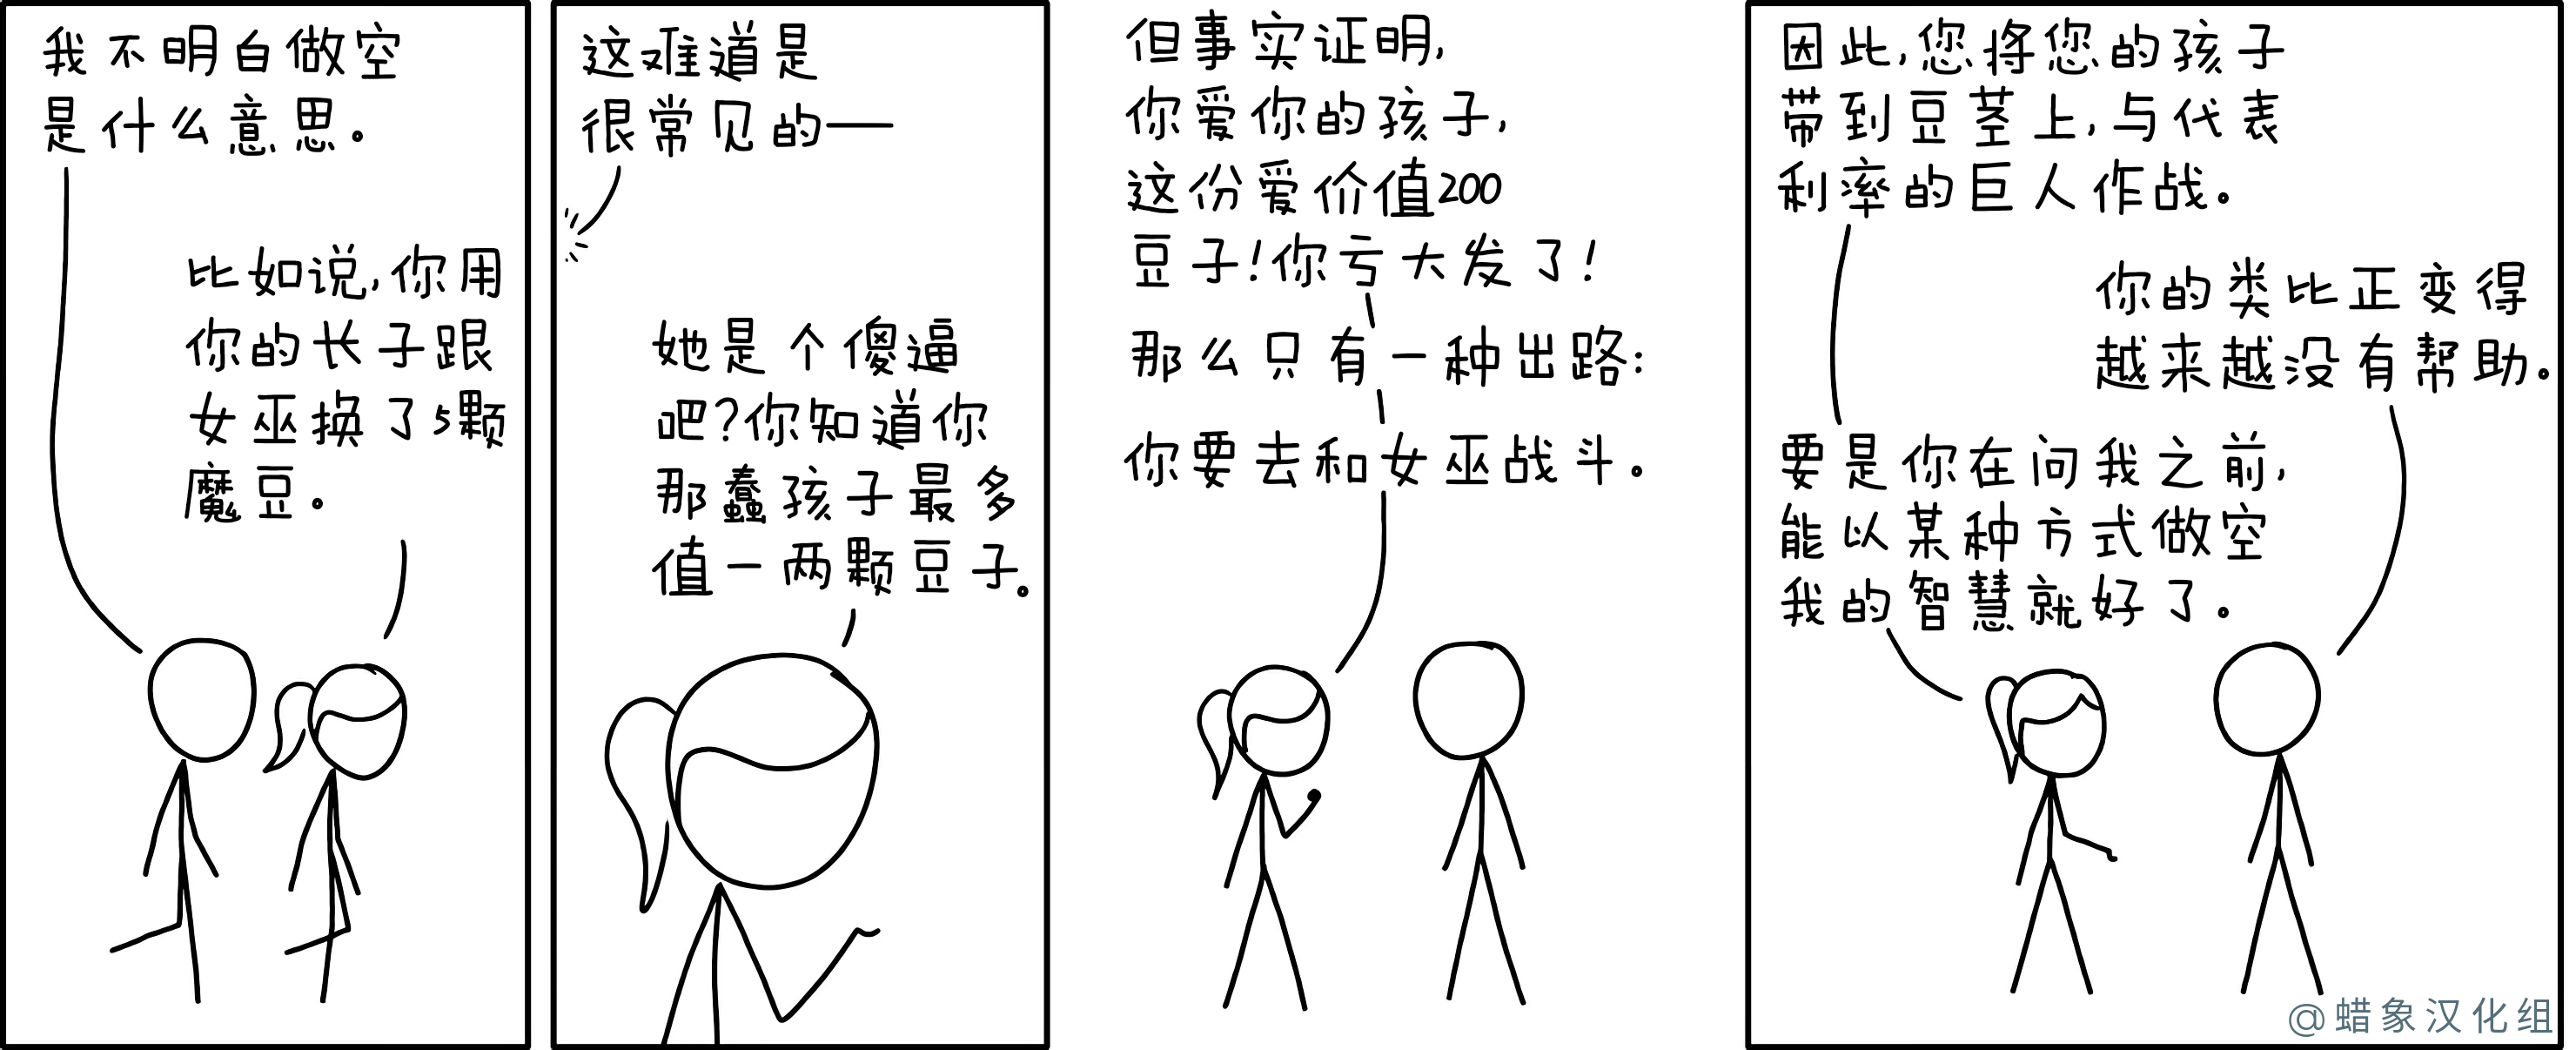 我不明白做空
是什么意思。
比如说,你用
你的长子跟
女巫换了5颗
魔豆。
这难道是
很常见的——
她是个傻逼
吧?你知道你
那蠢孩子最多
值一两颗豆子。
但事实证明,
你爱你的孩子,
这份爱价值200
豆子!你亏大发了!
那么只有一种出路:
你要去和女巫战斗。
因此,您将您的孩子
带到豆茎上,与代表
利率的巨人作战。
你的类比正变得
越来越没有帮助。
要是你在问我之前,
能以某种方式做空
我的智慧就好了。
@蜡象汉化组